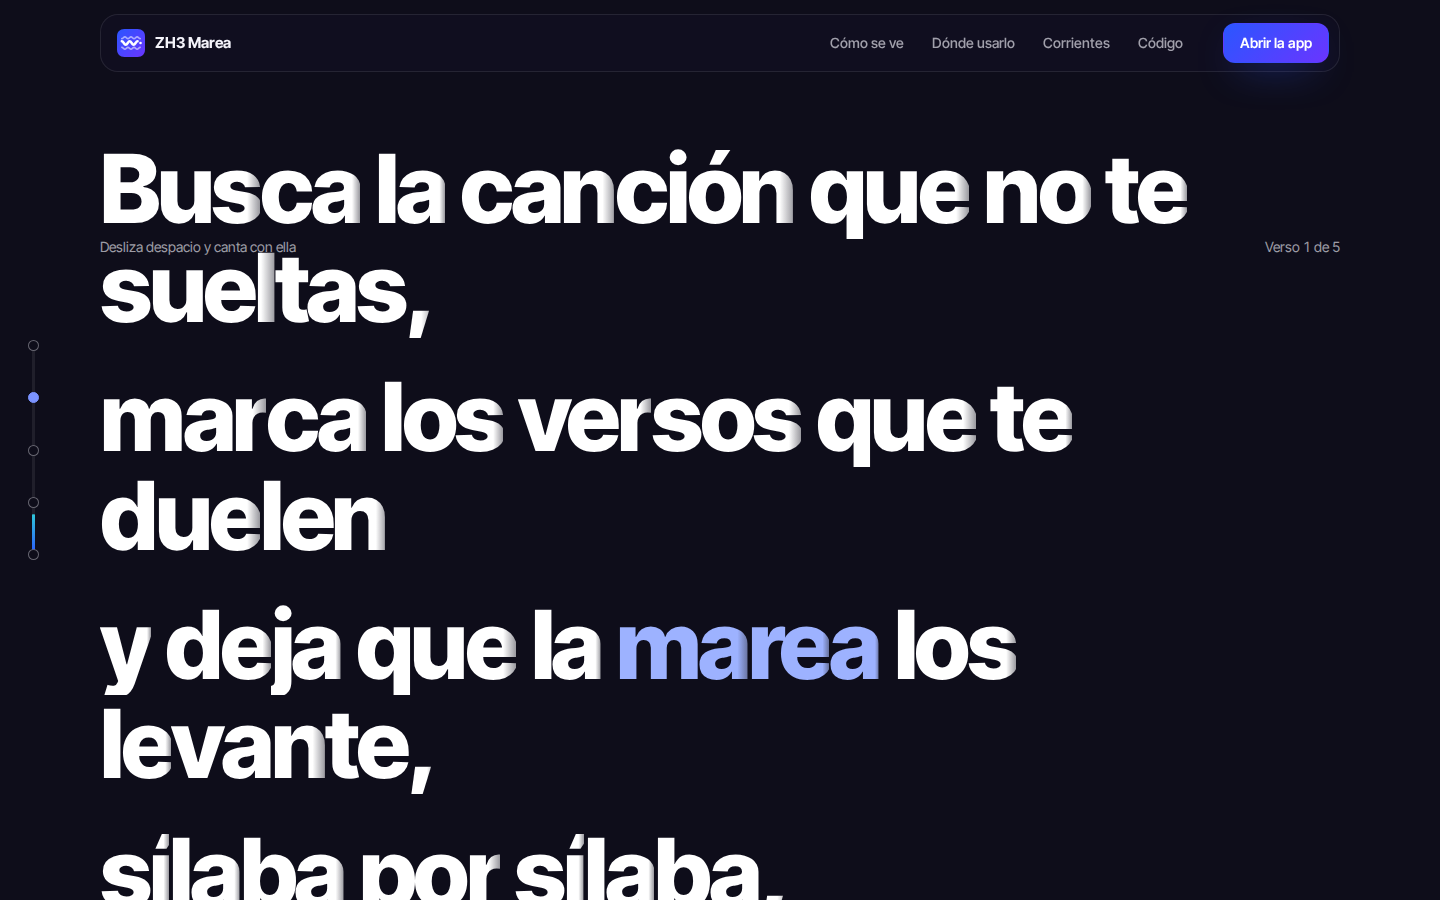 ZH3 Marea
Cómo se ve
Dónde usarlo
Corrientes
Código
Abrir la app
Busca la canción que no te
Desliza despacio y canta con ella
Verso 1 de 5
sueltas,
marca los versos que te
duelen
y deja que la marea los
levante,
sílaba por sílaba,